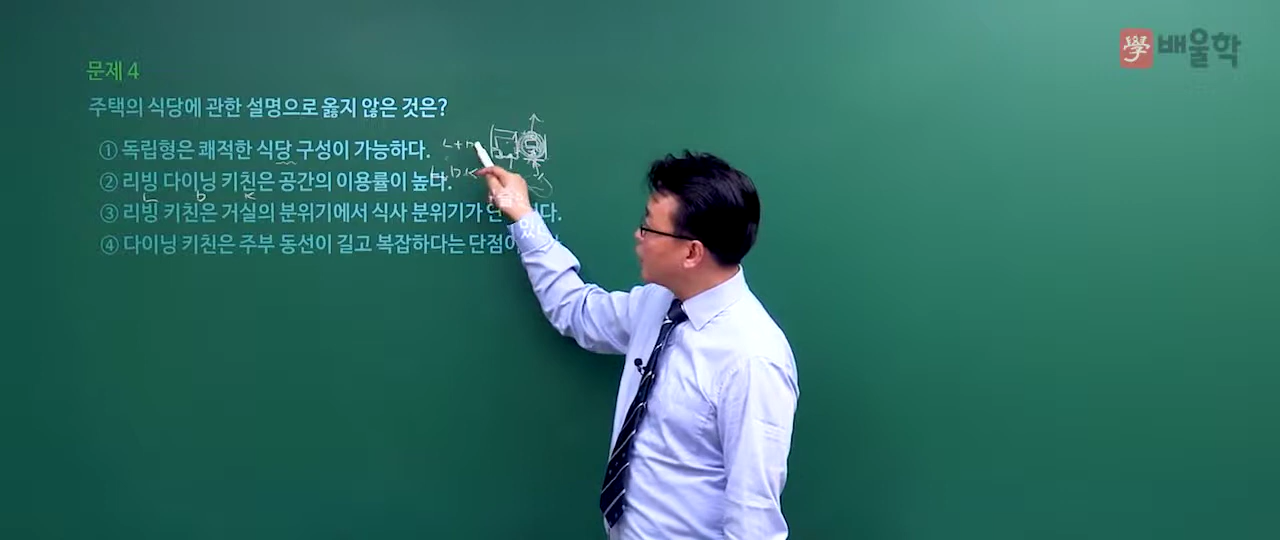 學 배울학
문제 4
주택의 식당에 관한 설명으로 옳지 않은 것은?
① 독립형은 쾌적한 식당 구성이 가능하다.
② 리빙 다이닝 키친은 공간의 이용률이 높다.
L D K
③ 리빙 키친은 거실의 분위기에서 식사 분위기가
④ 다이닝 키친은 주부 동선이 길고 복잡하다는